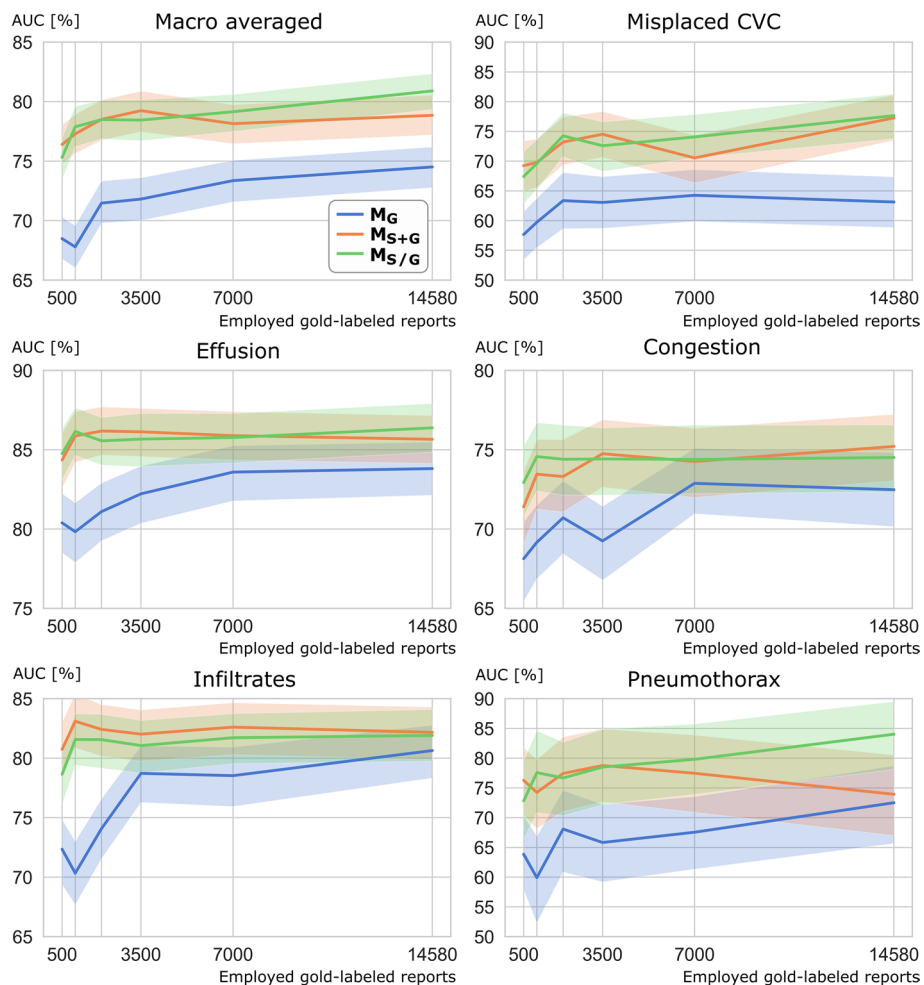 AUC [%]
Macro averaged
85
80
75
70
65
M_G
M_S+G
M_S/G
500
3500
7000
14580
Employed gold-labeled reports
AUC [%]
Misplaced CVC
90
85
80
75
70
65
60
55
50
500
3500
7000
14580
Employed gold-labeled reports
AUC [%]
Effusion
90
85
80
75
500
3500
7000
14580
Employed gold-labeled reports
AUC [%]
Congestion
80
75
70
65
500
3500
7000
14580
Employed gold-labeled reports
AUC [%]
Infiltrates
85
80
75
70
65
500
3500
7000
14580
Employed gold-labeled reports
AUC [%]
Pneumothorax
90
85
80
75
70
65
60
55
50
500
3500
7000
14580
Employed gold-labeled reports